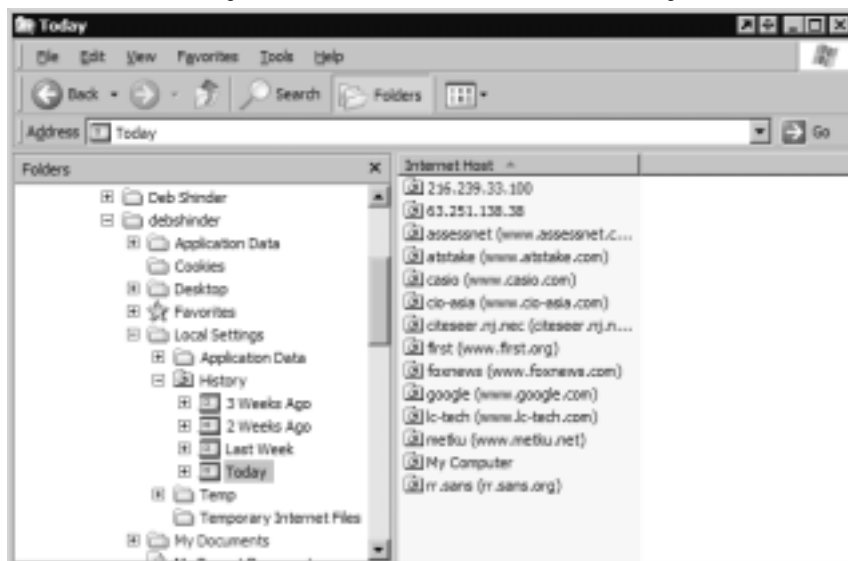 Today
File Edit View Favorites Tools Help
Back Search Folders
Address Today Go
Folders
Deb Shinder
debshinder
Application Data
Cookies
Desktop
Favorites
Local Settings
Application Data
History
3 Weeks Ago
2 Weeks Ago
Last Week
Today
Temp
Temporary Internet Files
My Documents
Internet Host
216.239.33.100
63.251.138.38
assessnet (www.assessnet.c...
atstake (www.atstake.com)
casio (www.casio.com)
cio-asia (www.cio-asia.com)
citeseer.nj.nec (citeseer.nj.n...
first (www.first.org)
foxnews (www.foxnews.com)
google (www.google.com)
lc-tech (www.lc-tech.com)
metku (www.metku.net)
My Computer
rr.sans (rr.sans.org)